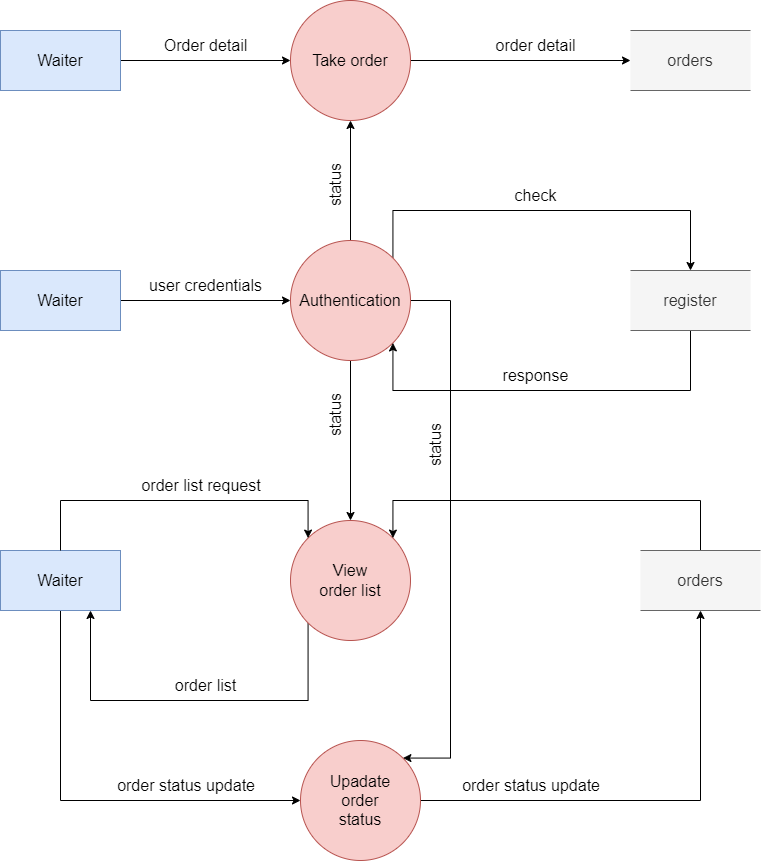 Order detail
order detail
Waiter
Take order
orders
status
check
user credentials
Waiter
Authentication
register
response
status
status
order list request
Waiter
View
order list
orders
order list
order status update
Upadate
order
status
order status update